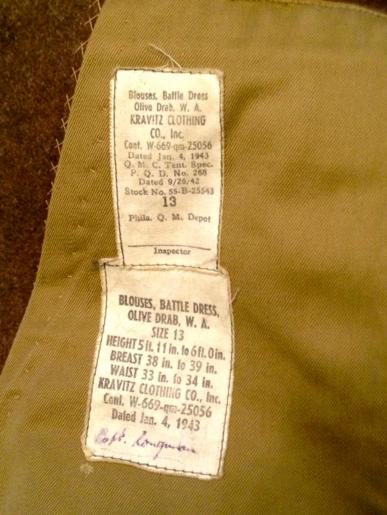 Blouses, Battle Dress
Olive Drab, W. A.
KRAVITZ CLOTHING
CO., Inc.
Cont. W-669-qm-25056
Dated Jan. 4, 1943
Q. M. C. Tent. Spec.
P. Q. D. No. 268
Dated 9/26/42
Stock No. 55-B-25543
13
Phila. Q. M. Depot
Inspector
BLOUSES, BATTLE DRESS,
OLIVE DRAB, W. A.
SIZE 13
HEIGHT 5 ft. 11 in. to 6 ft. 0 in.
BREAST 38 in. to 39 in.
WAIST 33 in. to 34 in.
KRAVITZ CLOTHING CO., Inc.
Cont. W-669-qm-25056
Dated Jan. 4, 1943
Capt.